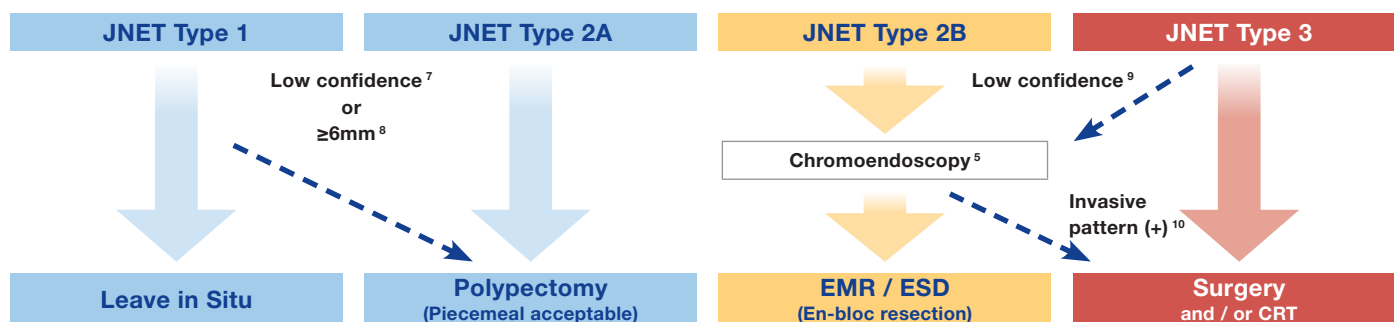 JNET Type 1
JNET Type 2A
JNET Type 2B
JNET Type 3
Low confidence 7
or
≥6mm 8
Low confidence 9
Chromoendoscopy 5
Invasive
pattern (+) 10
Leave in Situ
Polypectomy
(Piecemeal acceptable)
EMR / ESD
(En-bloc resection)
Surgery
and / or CRT